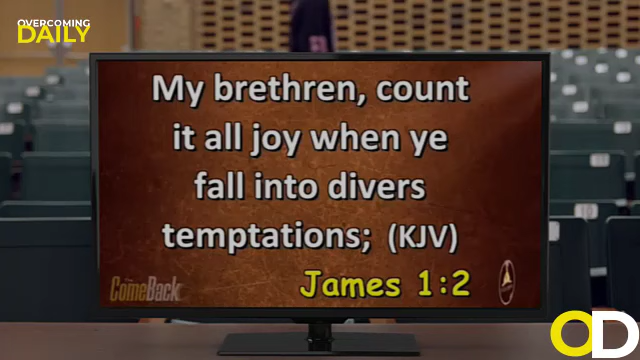 OVERCOMING
DAILY
My brethren, count
it all joy when ye
fall into divers
temptations; (KJV)
James 1:2
The ComeBack
OD